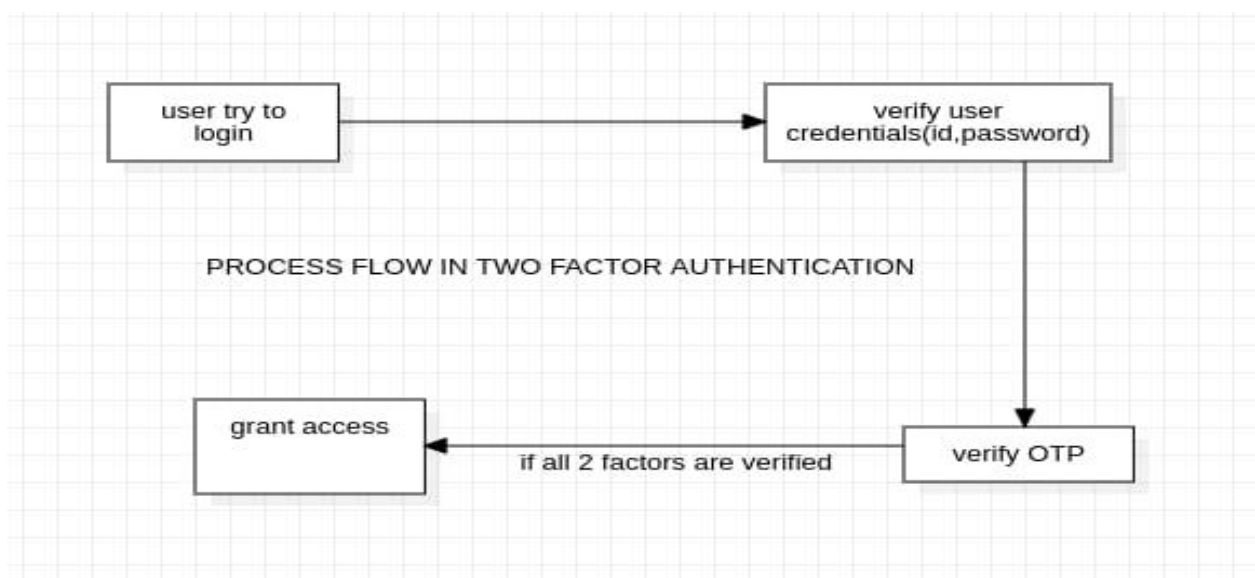 user try to
login
verify user
credentials(id,password)
PROCESS FLOW IN TWO FACTOR AUTHENTICATION
grant access
if all 2 factors are verified
verify OTP